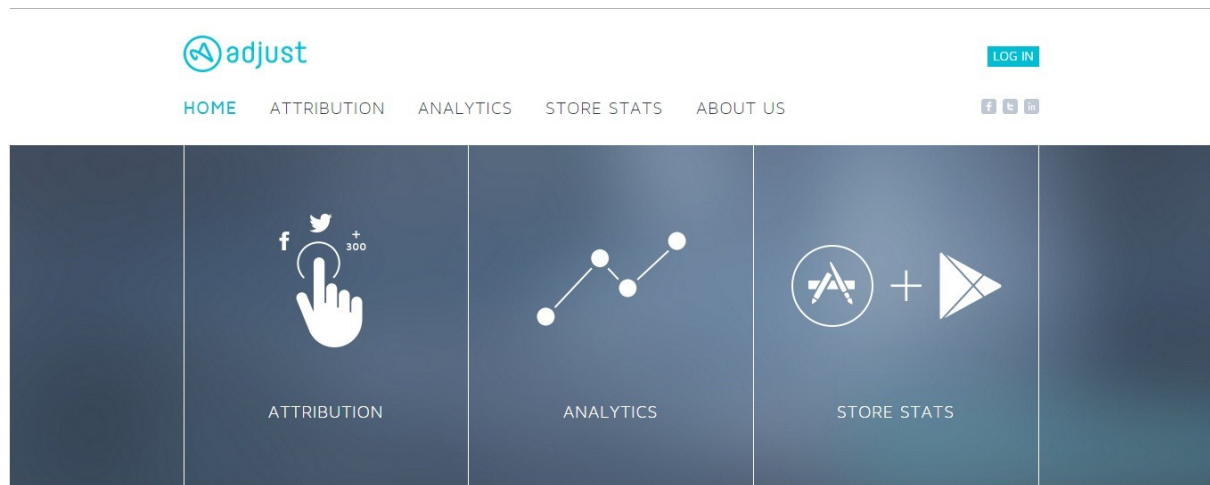 adjust
LOG IN
HOME ATTRIBUTION ANALYTICS STORE STATS ABOUT US
+
300
ATTRIBUTION ANALYTICS STORE STATS